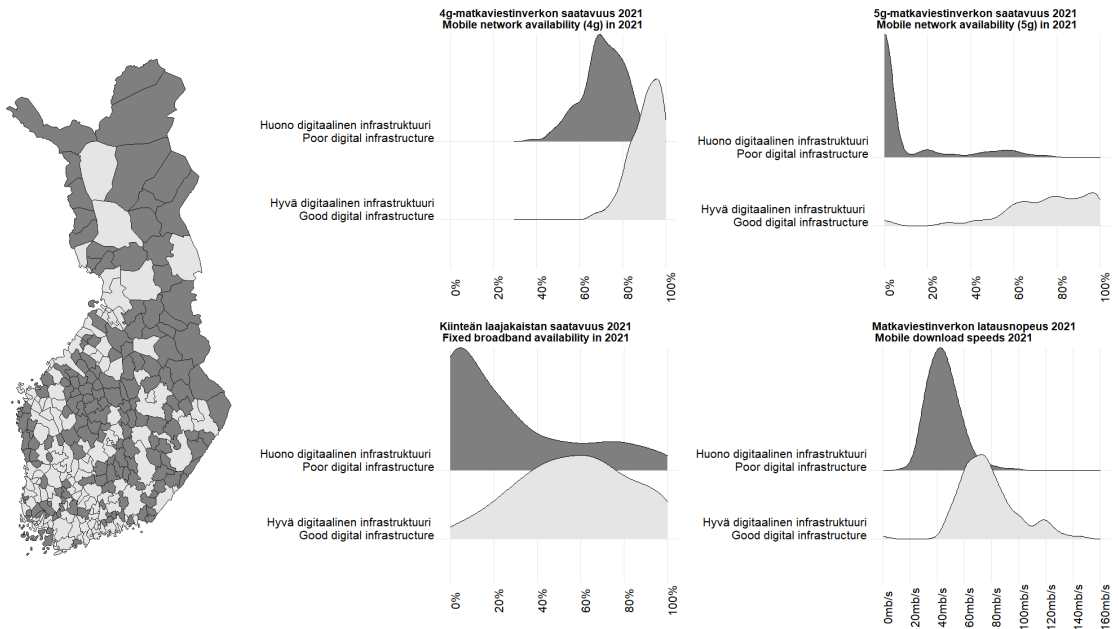 4g-matkaviestinverkon saatavuus 2021
Mobile network availability (4g) in 2021
Huono digitaalinen infrastruktuuri
Poor digital infrastructure
Hyvä digitaalinen infrastruktuuri
Good digital infrastructure
0%
20%
40%
60%
80%
100%
5g-matkaviestinverkon saatavuus 2021
Mobile network availability (5g) in 2021
Huono digitaalinen infrastruktuuri
Poor digital infrastructure
Hyvä digitaalinen infrastruktuuri
Good digital infrastructure
0%
20%
40%
60%
80%
100%
Kiinteän laajakaistan saatavuus 2021
Fixed broadband availability in 2021
Huono digitaalinen infrastruktuuri
Poor digital infrastructure
Hyvä digitaalinen infrastruktuuri
Good digital infrastructure
0%
20%
40%
60%
80%
100%
Matkaviestinverkon latausnopeus 2021
Mobile download speeds 2021
Huono digitaalinen infrastruktuuri
Poor digital infrastructure
Hyvä digitaalinen infrastruktuuri
Good digital infrastructure
0mb/s
20mb/s
40mb/s
60mb/s
80mb/s
100mb/s
120mb/s
140mb/s
160mb/s